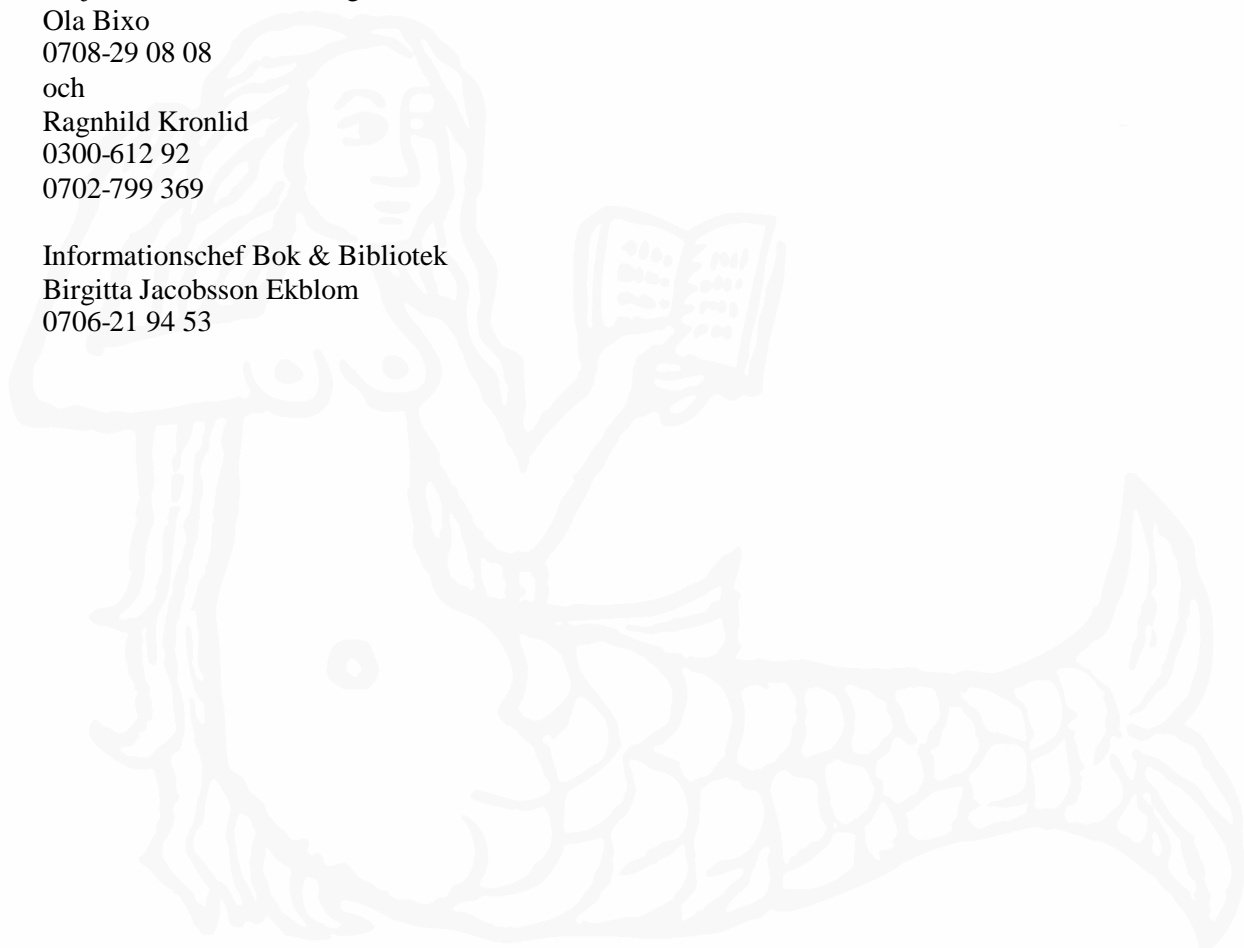 Ola Bixo
0708-29 08 08
och
Ragnhild Kronlid
0300-612 92
0702-799 369
Informationschef Bok & Bibliotek
Birgitta Jacobsson Ekblom
0706-21 94 53